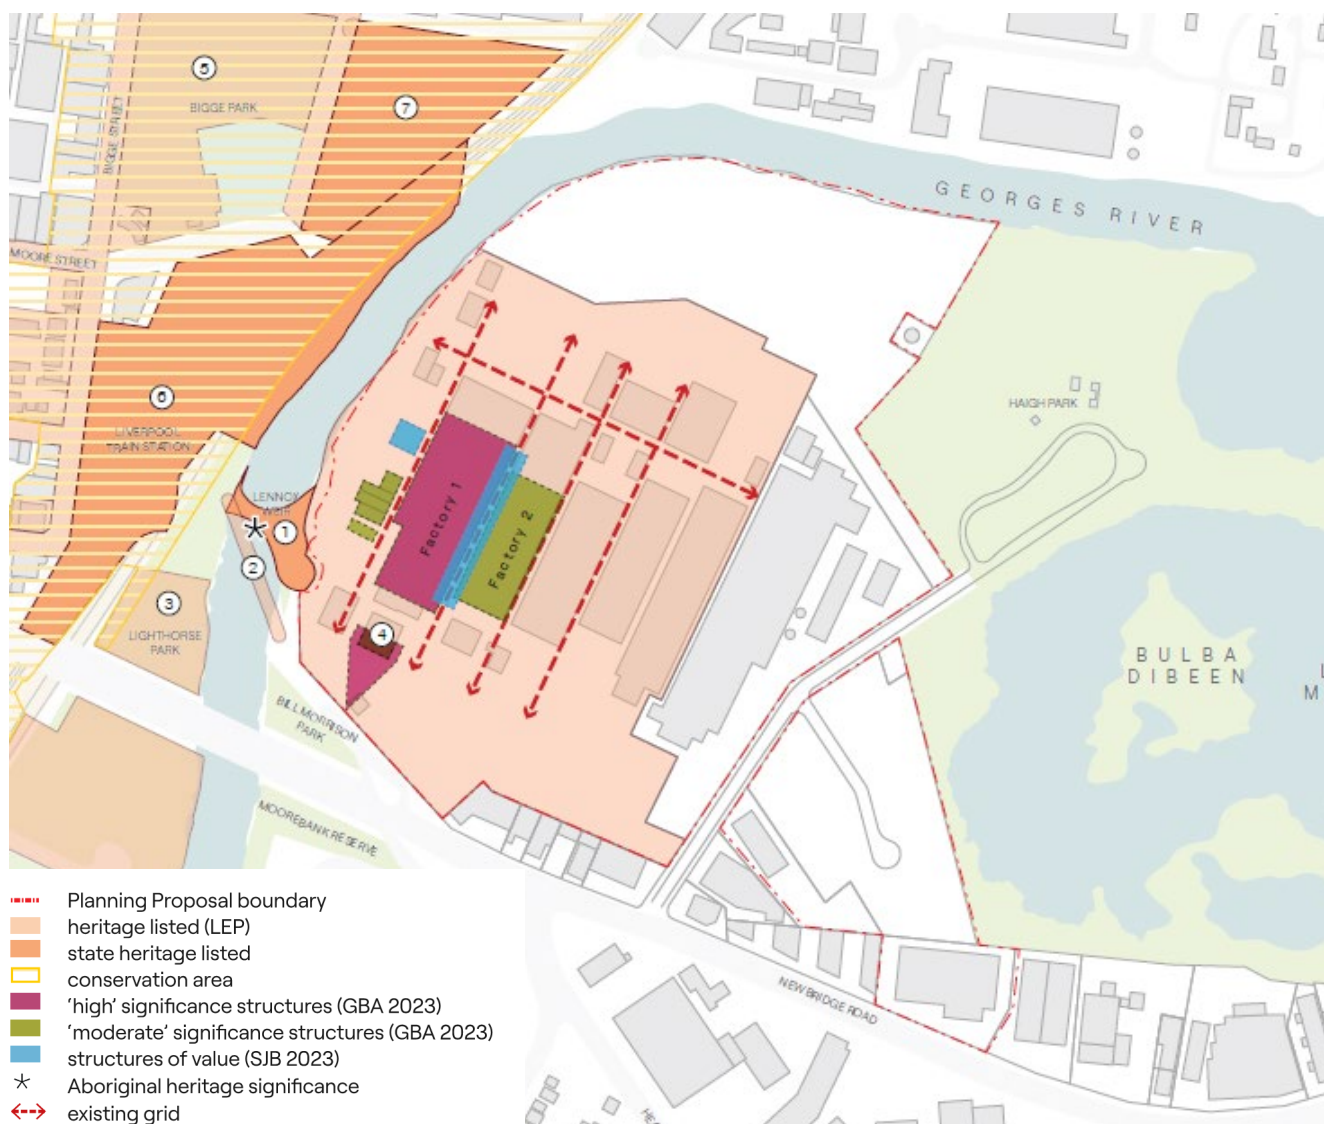 5
BIGGE PARK
7
BIGGE STREET
GEORGES RIVER
MOORE STREET
6
LIVERPOOL
TRAIN STATION
HAIGH PARK
LENNOX
WEIR
1
2
Factory 1
Factory 2
3
LIGHTHORSE
PARK
4
BULBA
DIBEEN
L
M
BILL MORRISON
PARK
MOOREBANK RESERVE
NEWBRIDGE ROAD
Planning Proposal boundary
heritage listed (LEP)
state heritage listed
conservation area
'high' significance structures (GBA 2023)
'moderate' significance structures (GBA 2023)
structures of value (SJB 2023)
Aboriginal heritage significance
existing grid